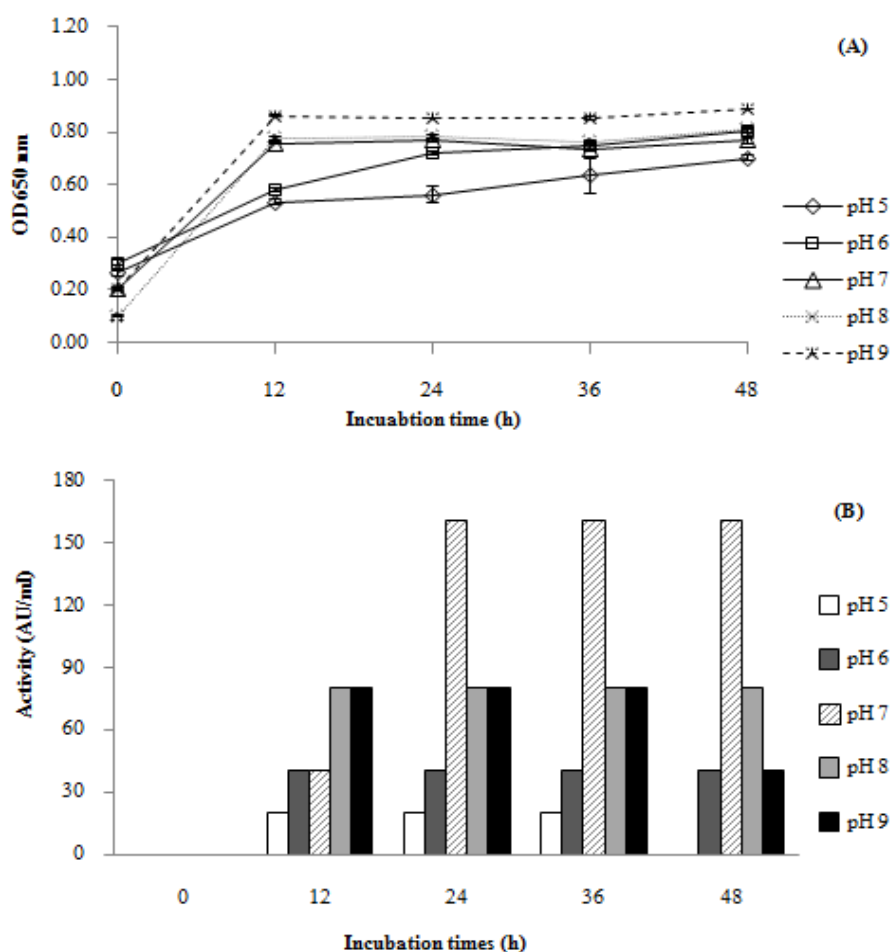 1.20
(A)
1.00
0.80
0.60
0.40
0.20
0.00
OD650 nm
0 12 24 36 48
Incuabtion time (h)
pH 5
pH 6
pH 7
pH 8
pH 9
180
(B)
150
120
90
60
30
0
Activity (AU/ml)
0 12 24 36 48
Incubation times (h)
pH 5
pH 6
pH 7
pH 8
pH 9